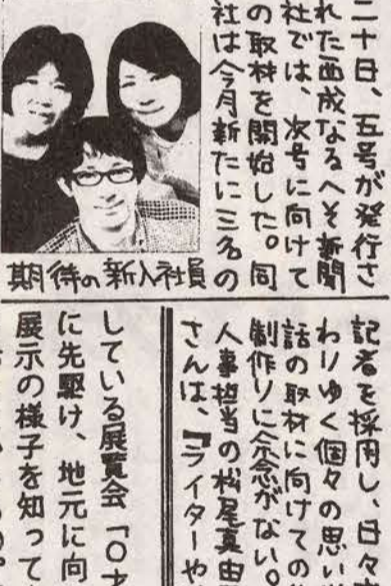 二十日、五号が発行さ
れた西成なるへそ新聞
社では、次号に向けて
の取材を開始した。同
社は今月新たに三名の
期待の新入社員
記者を採用し、日々
わりゆく個々の思い
話の取材に向けての
制作りに余念がない。
人事担当の松尾真由
さんは、『ライターや
している展覧会「〇才
に先駆け、地元に向
展示の様子を知って